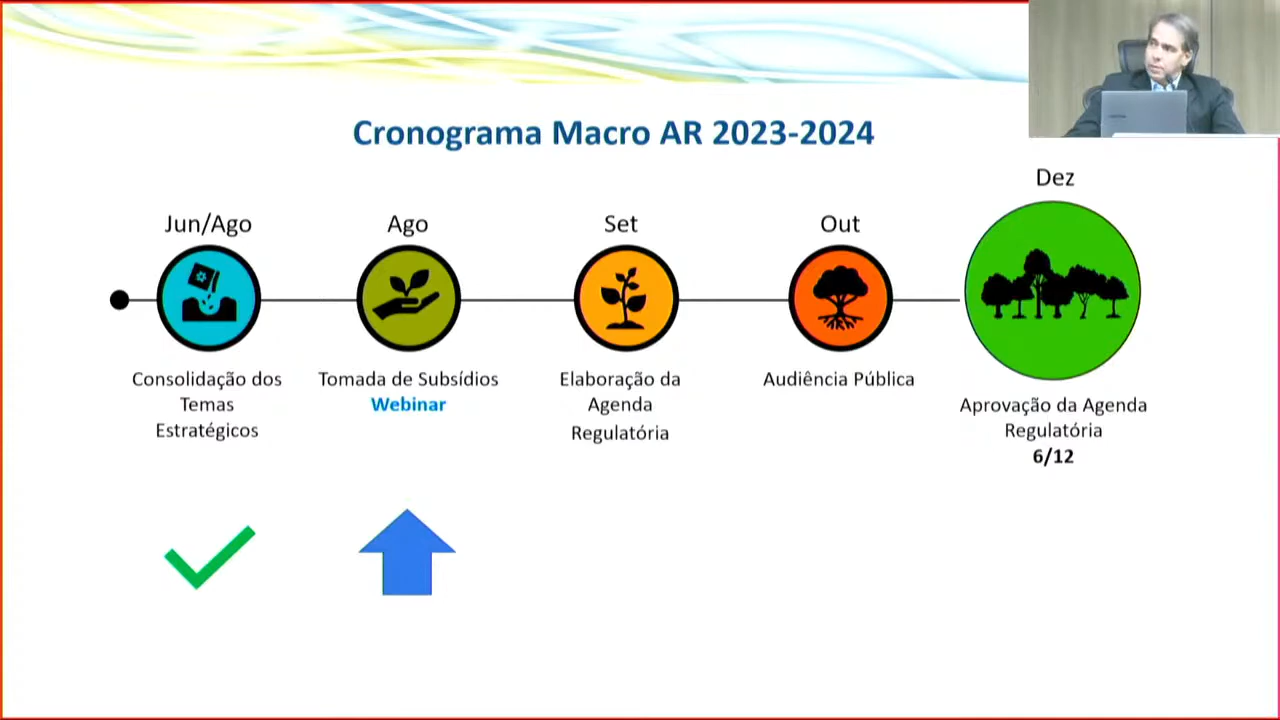 Cronograma Macro AR 2023-2024
Jun/Ago
Consolidação dos
Temas
Estratégicos
Ago
Tomada de Subsídios
Webinar
Set
Elaboração da
Agenda
Regulatória
Out
Audiência Pública
Dez
Aprovação da Agenda
Regulatória
6/12